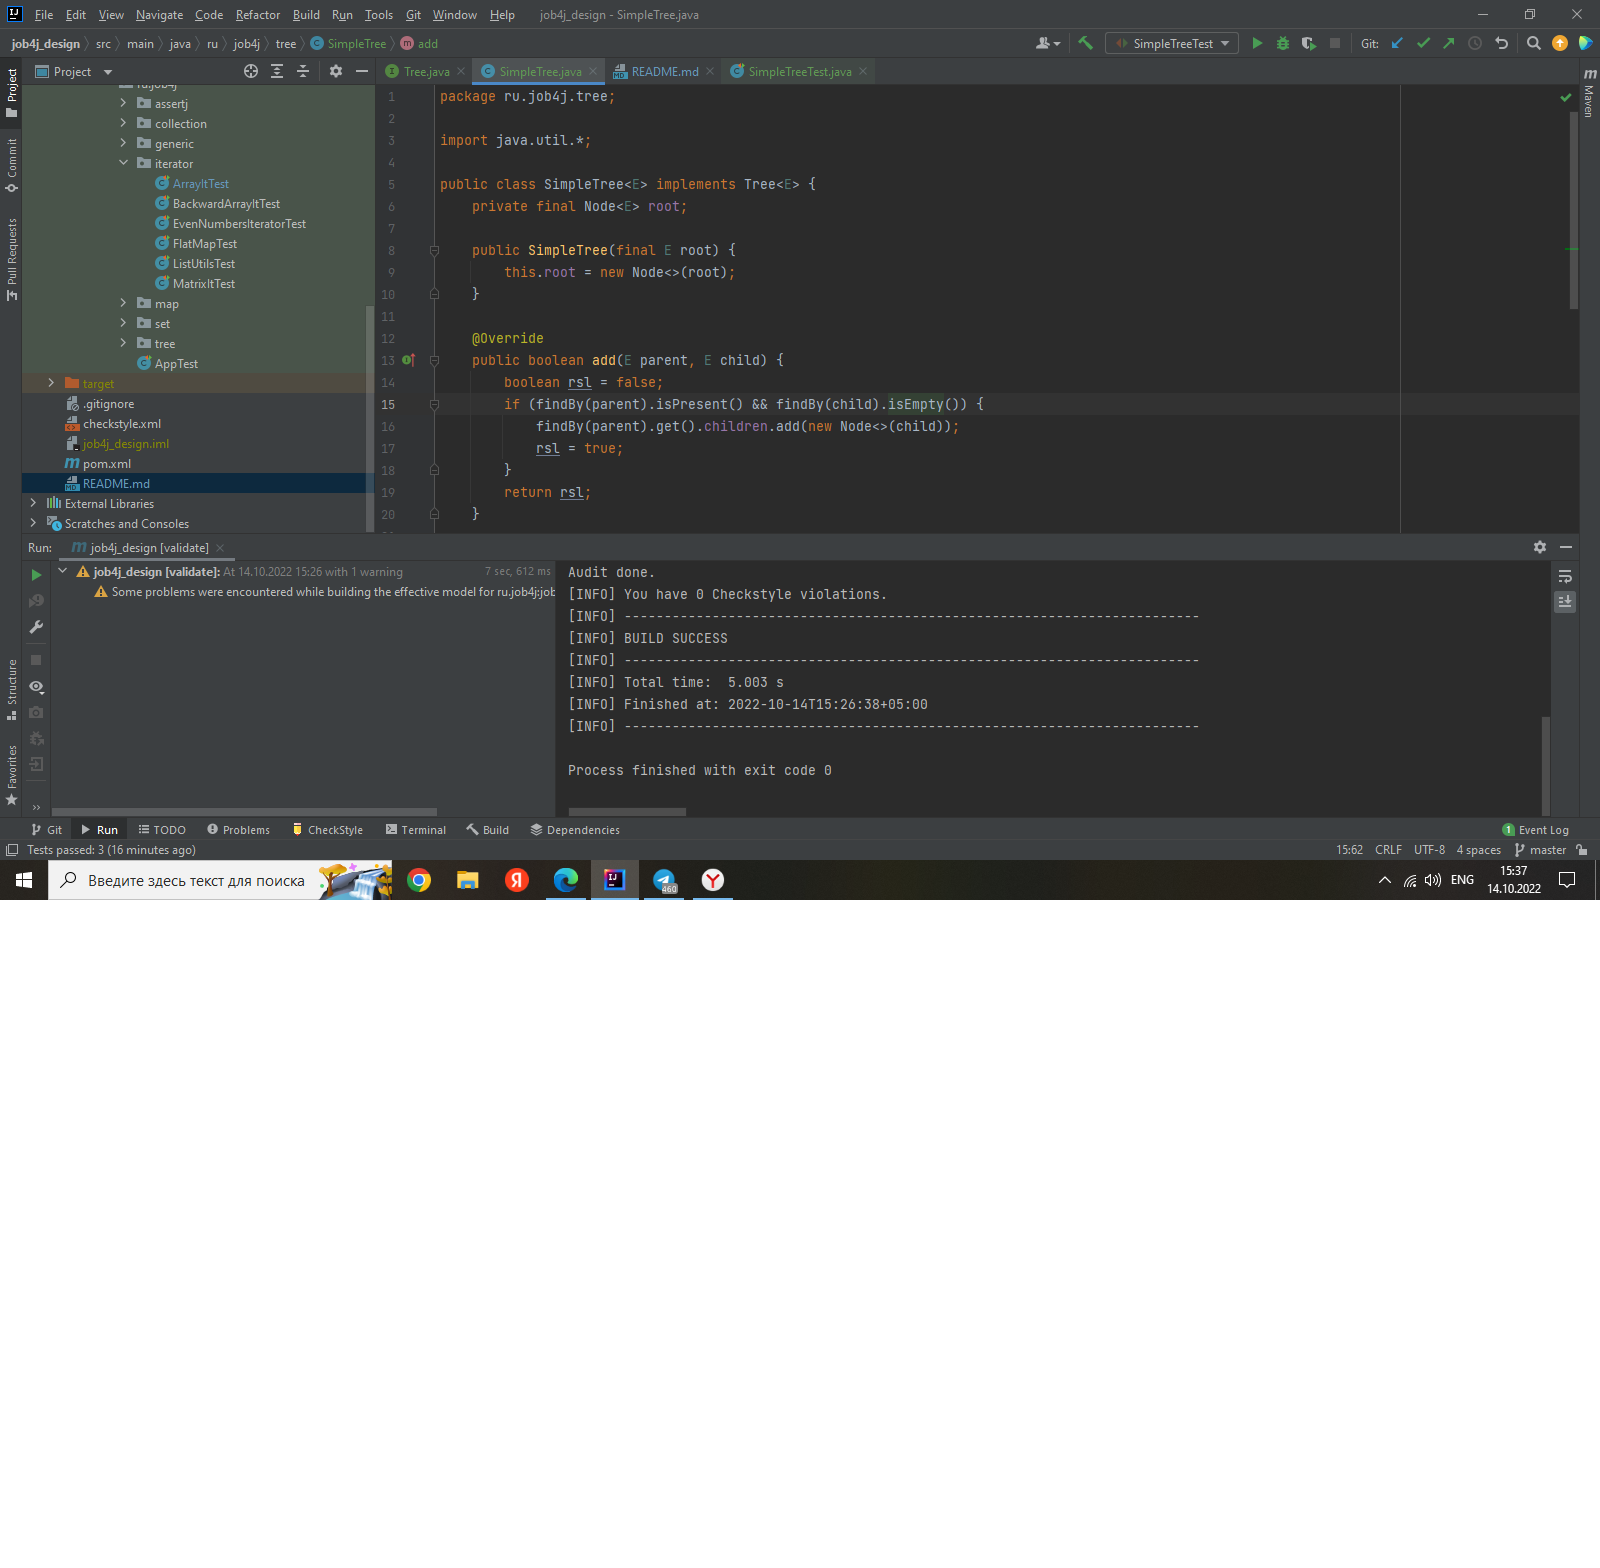 File Edit View Navigate Code Refactor Build Run Tools Git Window Help job4j_design - SimpleTree.java
job4j_design src main java ru job4j tree SimpleTree add SimpleTreeTest Git:
Project
Tree.java SimpleTree.java README.md SimpleTreeTest.java
ru.job4j
assertj
collection
generic
iterator
ArrayItTest
BackwardArrayItTest
EvenNumbersIteratorTest
FlatMapTest
ListUtilsTest
MatrixItTest
map
set
tree
AppTest
target
.gitignore
checkstyle.xml
job4j_design.iml
pom.xml
README.md
External Libraries
Scratches and Consoles
Project
Commit
Pull Requests
Structure
Favorites
Maven
1 package ru.job4j.tree;
2
3 import java.util.*;
4
5 public class SimpleTree<E> implements Tree<E> {
6 private final Node<E> root;
7
8 public SimpleTree(final E root) {
9 this.root = new Node<>(root);
10 }
11
12 @Override
13 public boolean add(E parent, E child) {
14 boolean rsl = false;
15 if (findBy(parent).isPresent() && findBy(child).isEmpty()) {
16 findBy(parent).get().children.add(new Node<>(child));
17 rsl = true;
18 }
19 return rsl;
20 }
Run: job4j_design [validate]
job4j_design [validate]: At 14.10.2022 15:26 with 1 warning 7 sec, 612 ms
Some problems were encountered while building the effective model for ru.job4j:job
Audit done.
[INFO] You have 0 Checkstyle violations.
[INFO] ------------------------------------------------------------------------
[INFO] BUILD SUCCESS
[INFO] ------------------------------------------------------------------------
[INFO] Total time:  5.003 s
[INFO] Finished at: 2022-10-14T15:26:38+05:00
[INFO] ------------------------------------------------------------------------
Process finished with exit code 0
Git Run TODO Problems CheckStyle Terminal Build Dependencies 1 Event Log
Tests passed: 3 (16 minutes ago) 15:62 CRLF UTF-8 4 spaces master
Введите здесь текст для поиска 460 ENG 15:37
14.10.2022